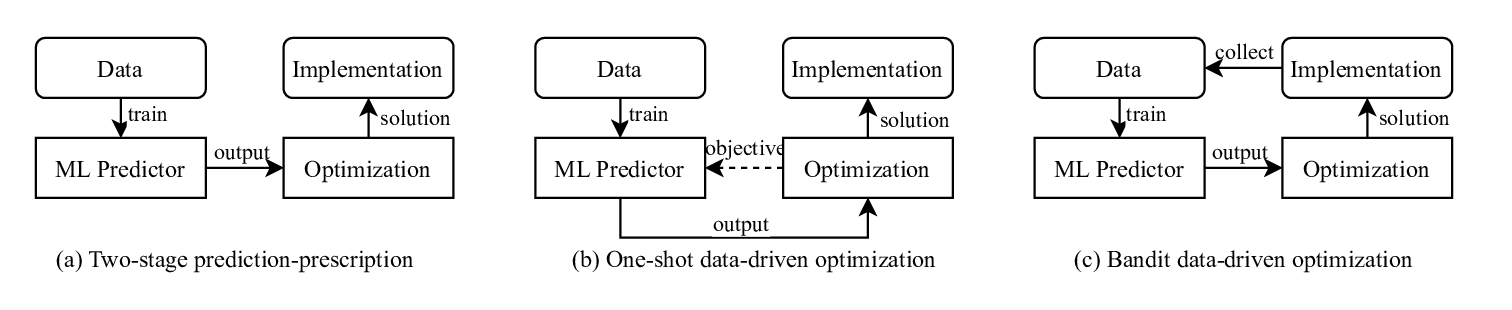 Data
Implementation
train
solution
ML Predictor
output
Optimization
(a) Two-stage prediction-prescription
Data
Implementation
train
solution
ML Predictor
objective
Optimization
output
(b) One-shot data-driven optimization
Data
collect
Implementation
train
solution
ML Predictor
output
Optimization
(c) Bandit data-driven optimization